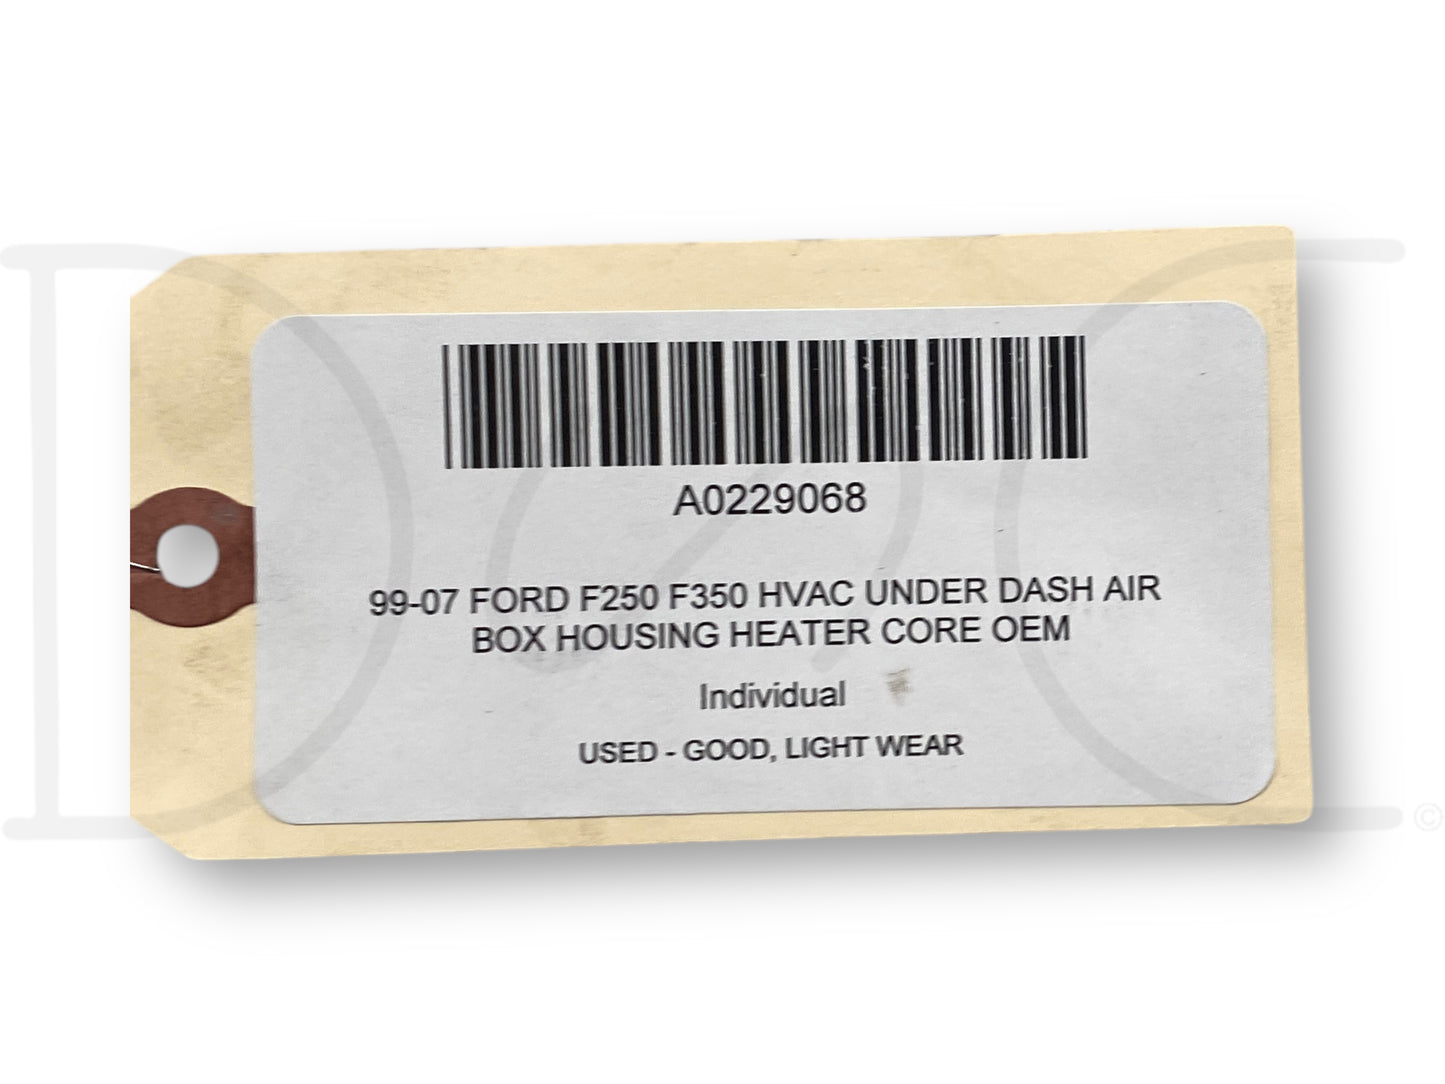 A0229068
99-07 FORD F250 F350 HVAC UNDER DASH AIR
BOX HOUSING HEATER CORE OEM
Individual
USED - GOOD, LIGHT WEAR
©